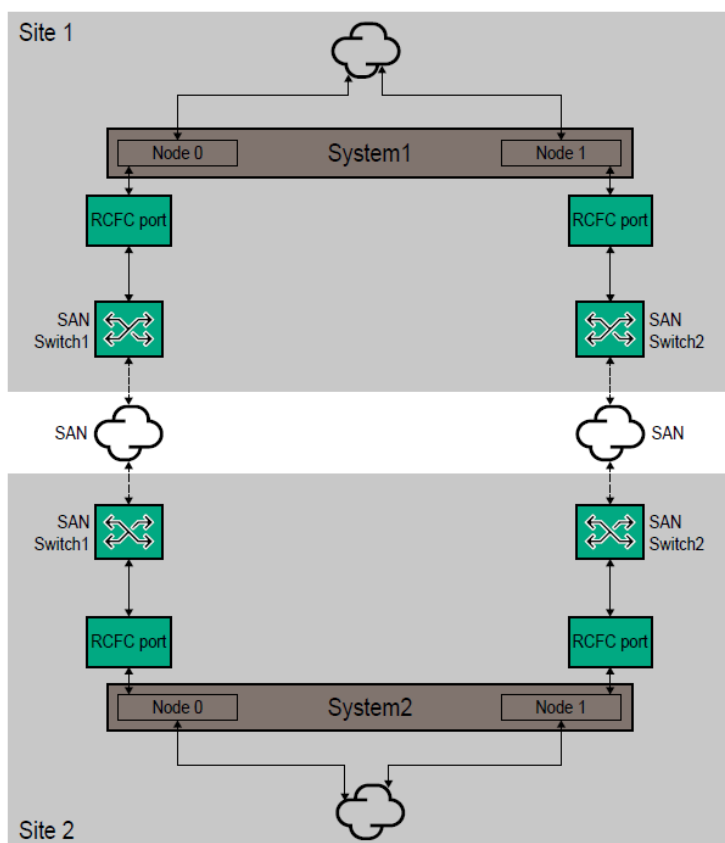 Site 1
Node 0
System1
Node 1
RCFC port
RCFC port
SAN
Switch1
SAN
Switch2
SAN
SAN
SAN
Switch1
SAN
Switch2
RCFC port
RCFC port
Node 0
System2
Node 1
Site 2